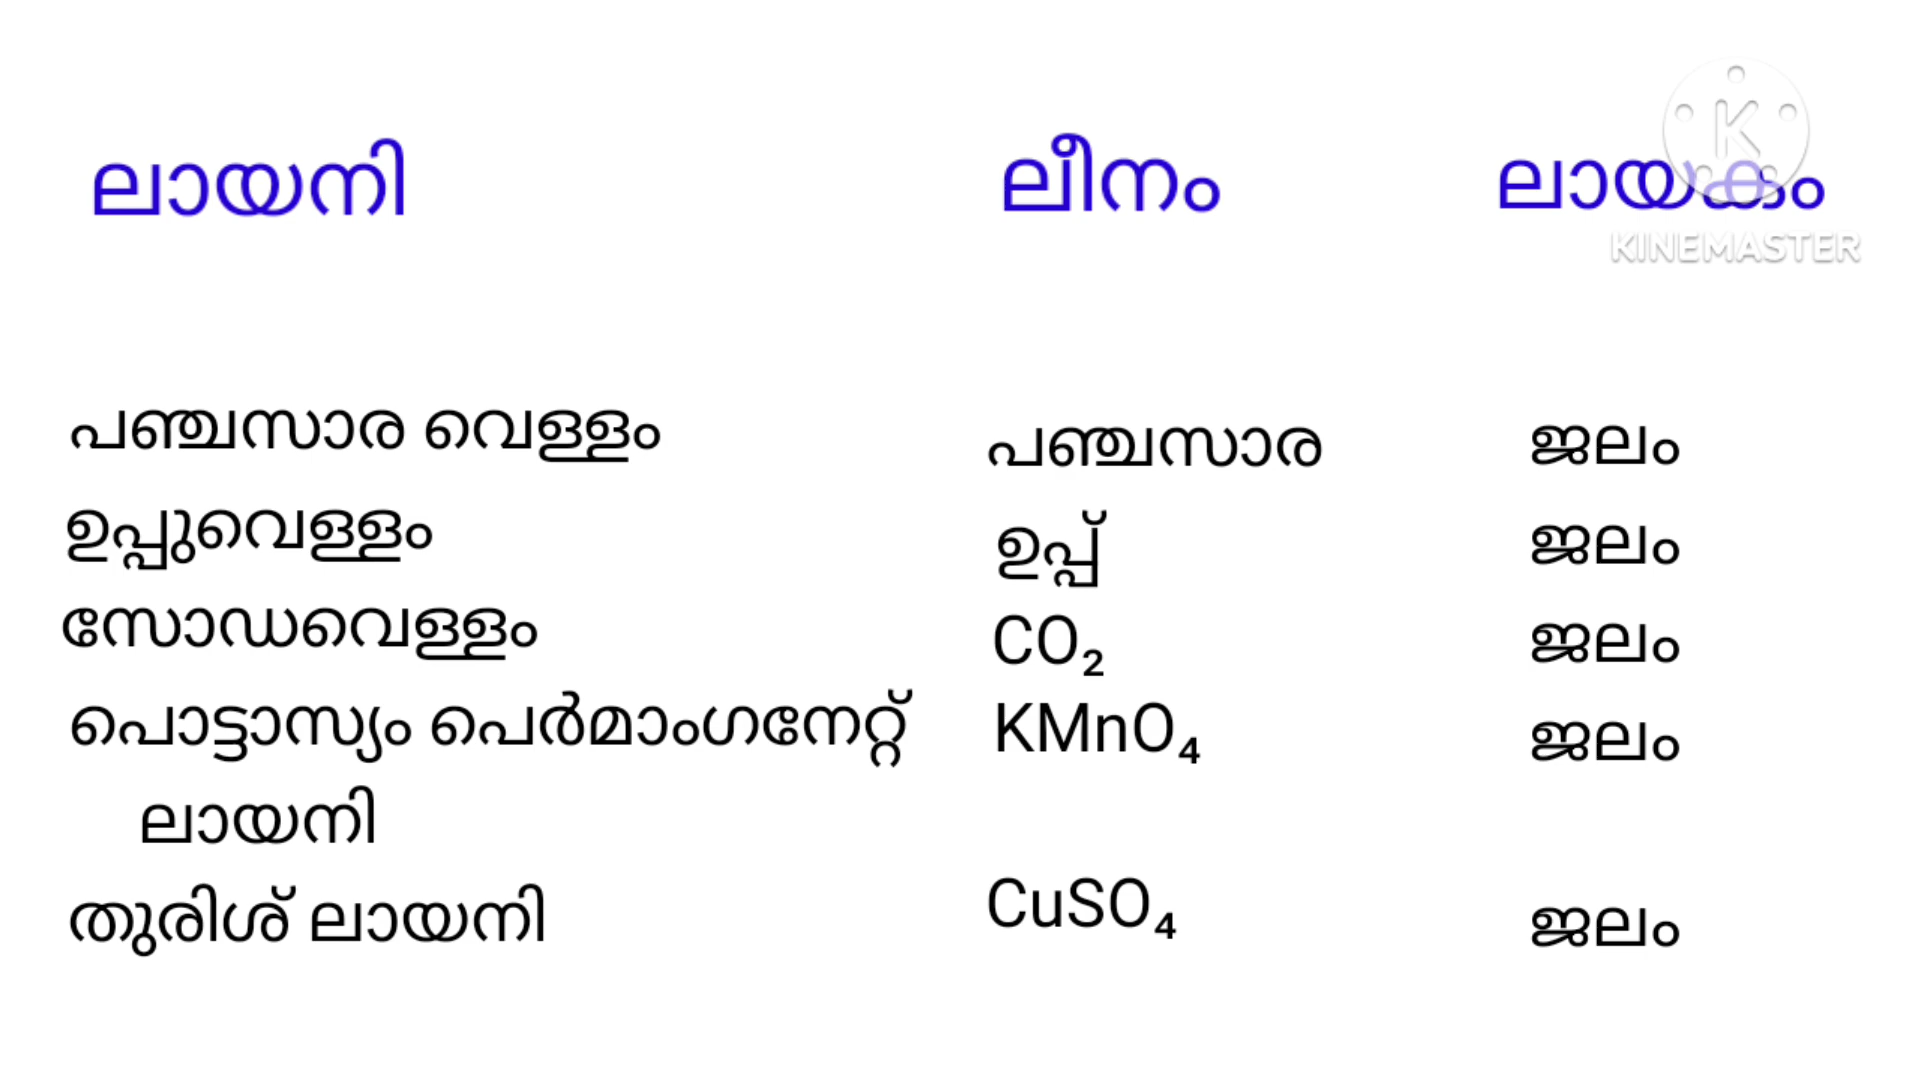 ലായനി ലീനം ലായകം
KINEMASTER
പഞ്ചസാര വെള്ളം പഞ്ചസാര ജലം
ഉപ്പുവെള്ളം ഉപ്പ് ജലം
സോഡവെള്ളം CO₂ ജലം
പൊട്ടാസ്യം പെർമാംഗനേറ്റ് KMnO₄ ജലം
ലായനി
തുരിശ് ലായനി CuSO₄ ജലം